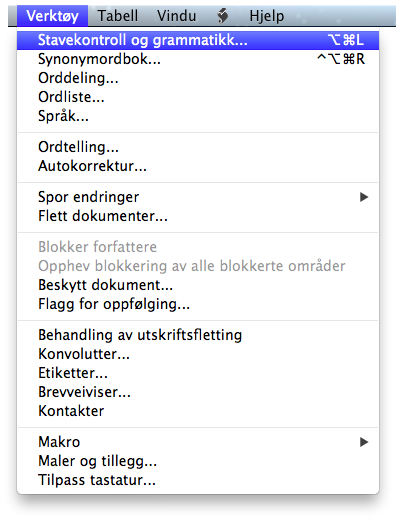 Verktøy Tabell Vindu Hjelp
Stavekontroll og grammatikk... ⌥⌘L
Synonymordbok... ^⌥⌘R
Orddeling...
Ordliste...
Språk...
Ordtelling...
Autokorrektur...
Spor endringer
Flett dokumenter...
Blokker forfattere
Opphev blokkering av alle blokkerte områder
Beskytt dokument...
Flagg for oppfølging...
Behandling av utskriftsfletting
Konvolutter...
Etiketter...
Brevveiviser...
Kontakter
Makro
Maler og tillegg...
Tilpass tastatur...